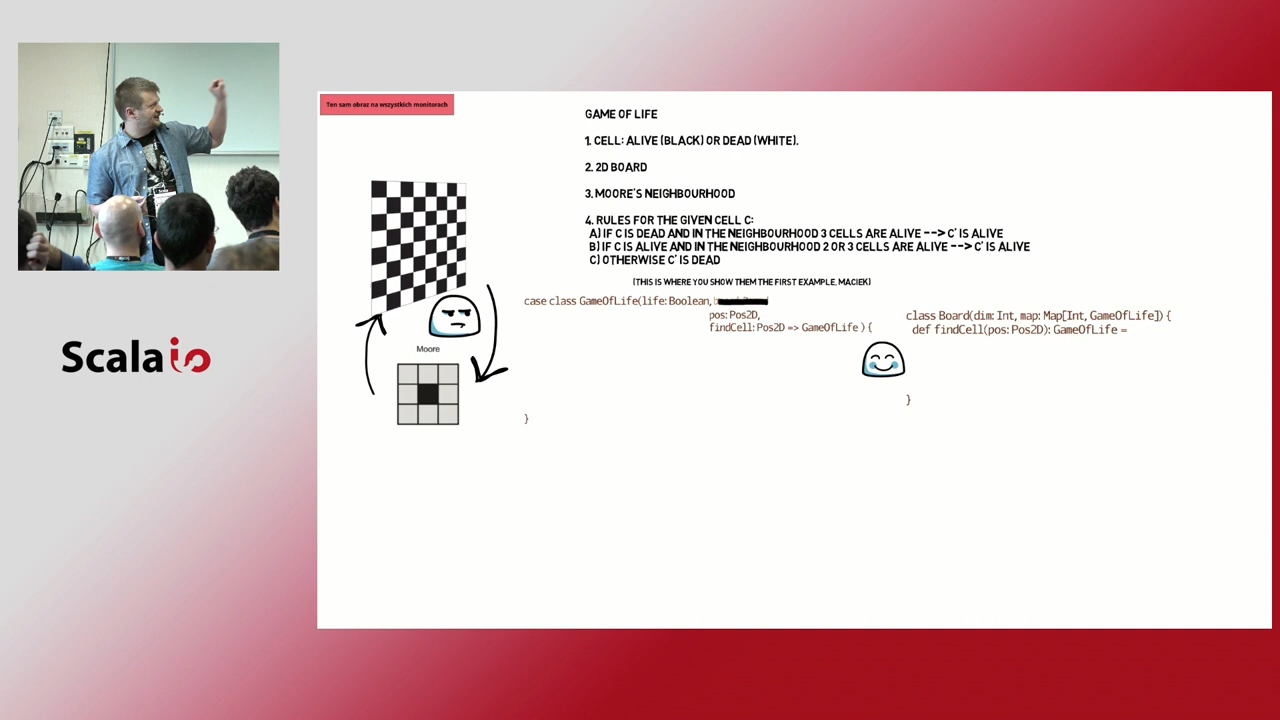 Ten sam obraz na wszystkich monitorach
GAME OF LIFE
1. CELL: ALIVE (BLACK) OR DEAD (WHITE).
2. 2D BOARD
3. MOORE'S NEIGHBOURHOOD
4. RULES FOR THE GIVEN CELL C:
A) IF C IS DEAD AND IN THE NEIGHBOURHOOD 3 CELLS ARE ALIVE --> C' IS ALIVE
B) IF C IS ALIVE AND IN THE NEIGHBOURHOOD 2 OR 3 CELLS ARE ALIVE --> C' IS ALIVE
C) OTHERWISE C' IS DEAD
(THIS IS WHERE YOU SHOW THEM THE FIRST EXAMPLE, MACIEK)
case class GameOfLife(life: Boolean,
pos: Pos2D,
findCell: Pos2D => GameOfLife ) {
}
class Board(dim: Int, map: Map[Int, GameOfLife]) {
def findCell(pos: Pos2D): GameOfLife =
}
Moore
Scala io